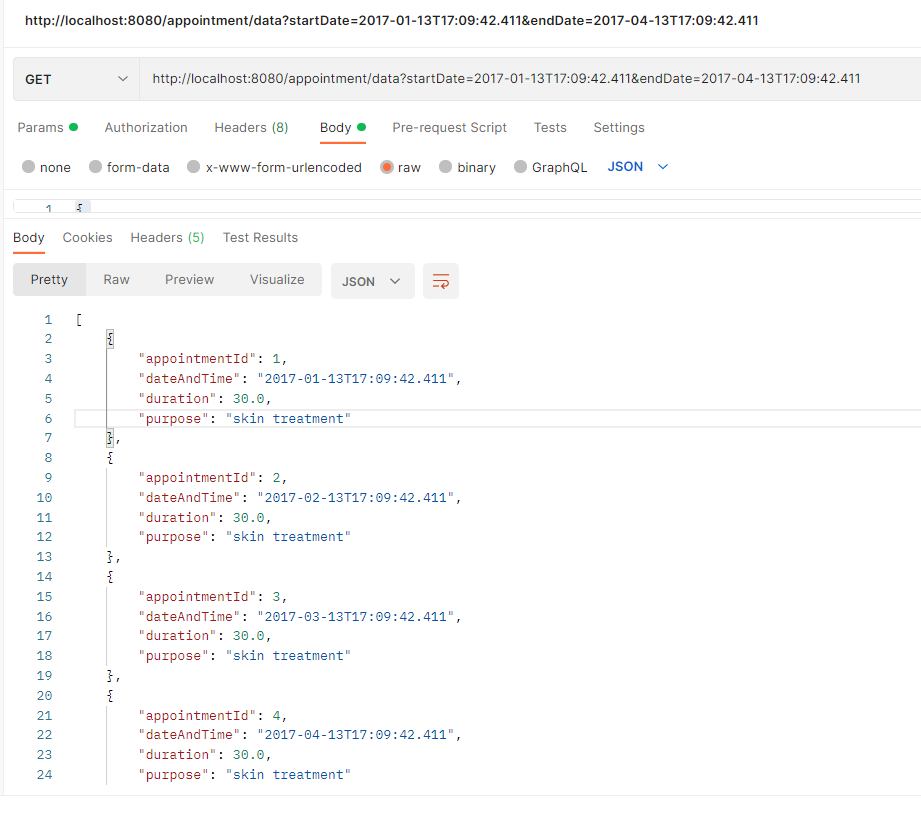 http://localhost:8080/appointment/data?startDate=2017-01-13T17:09:42.411&endDate=2017-04-13T17:09:42.411
GET http://localhost:8080/appointment/data?startDate=2017-01-13T17:09:42.411&endDate=2017-04-13T17:09:42.411
Params Authorization Headers (8) Body Pre-request Script Tests Settings
none form-data x-www-form-urlencoded raw binary GraphQL JSON
1 {
Body Cookies Headers (5) Test Results
Pretty Raw Preview Visualize JSON
1 [
2 {
3 "appointmentId": 1,
4 "dateAndTime": "2017-01-13T17:09:42.411",
5 "duration": 30.0,
6 "purpose": "skin treatment"
7 },
8 {
9 "appointmentId": 2,
10 "dateAndTime": "2017-02-13T17:09:42.411",
11 "duration": 30.0,
12 "purpose": "skin treatment"
13 },
14 {
15 "appointmentId": 3,
16 "dateAndTime": "2017-03-13T17:09:42.411",
17 "duration": 30.0,
18 "purpose": "skin treatment"
19 },
20 {
21 "appointmentId": 4,
22 "dateAndTime": "2017-04-13T17:09:42.411",
23 "duration": 30.0,
24 "purpose": "skin treatment"